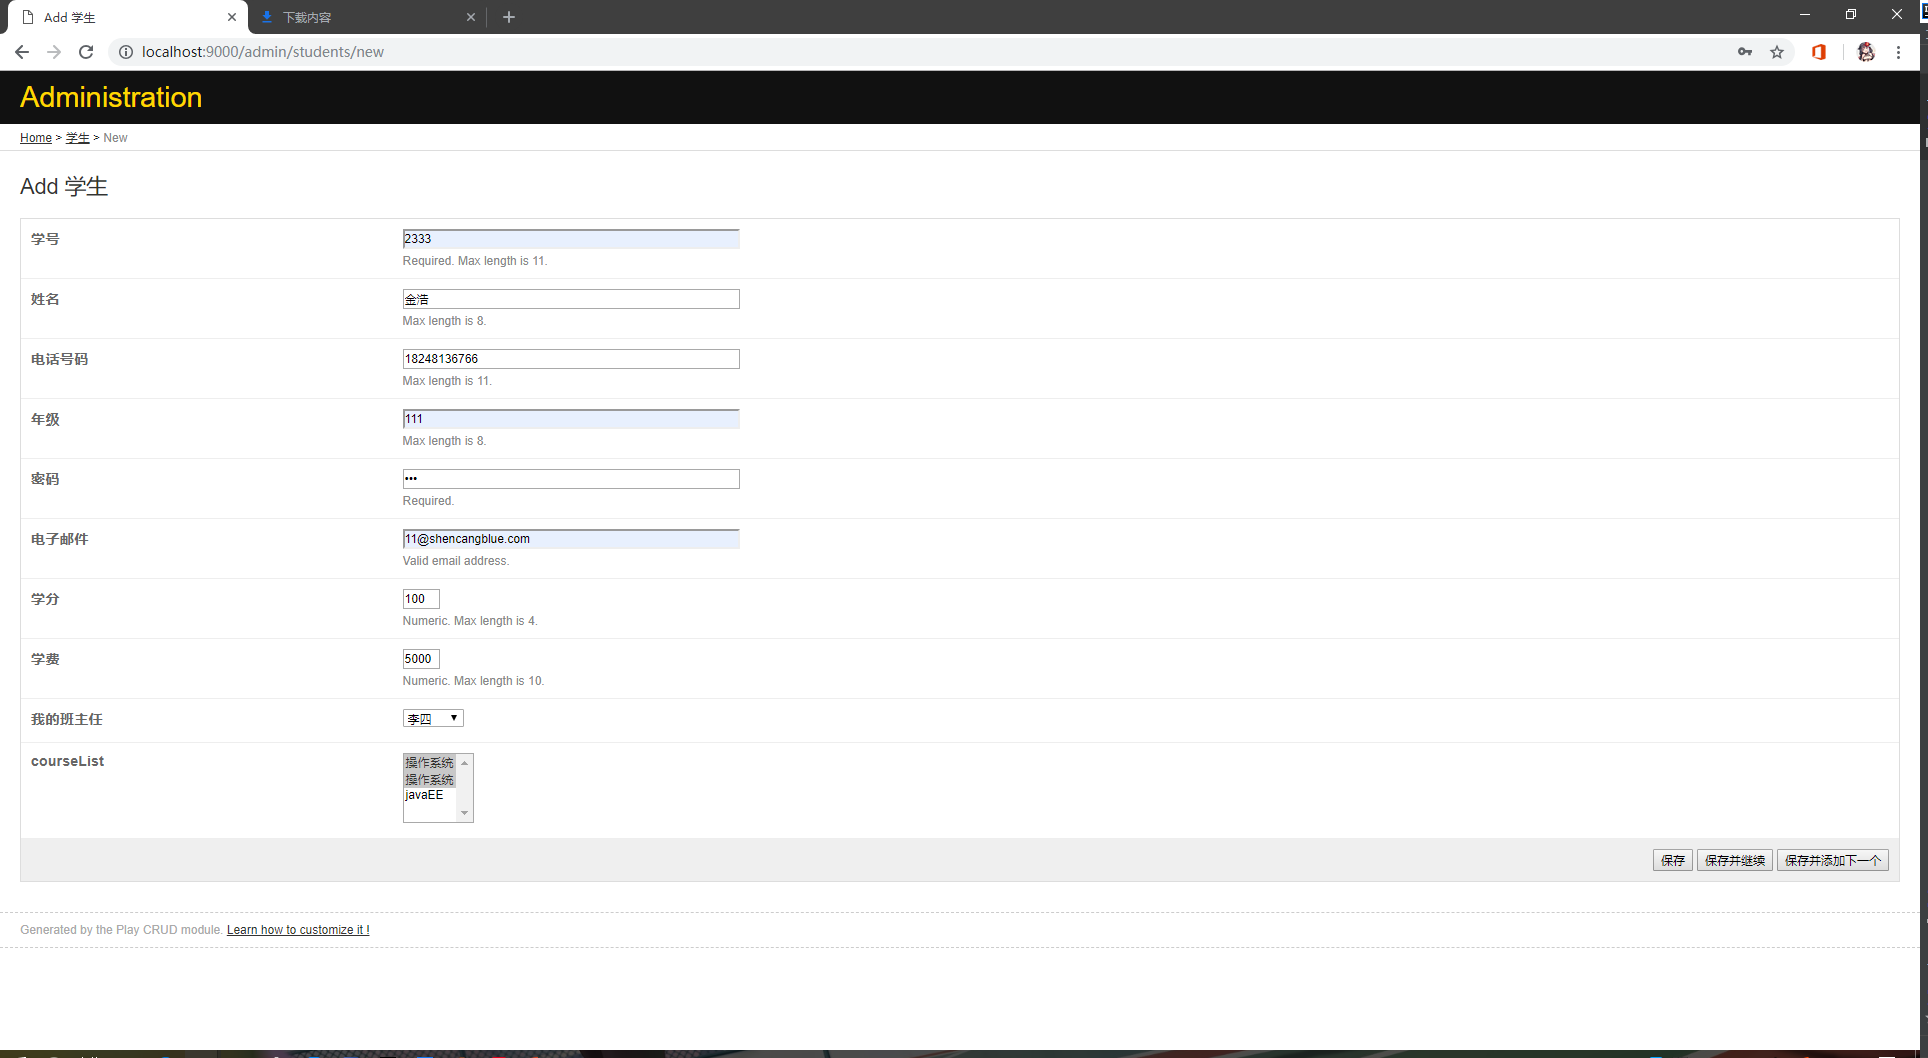 Add 学生
下载内容
localhost:9000/admin/students/new
Administration
Home > 学生 > New
Add 学生
学号
2333
Required. Max length is 11.
姓名
金浩
Max length is 8.
电话号码
18248136766
Max length is 11.
年级
111
Max length is 8.
密码
•••
Required.
电子邮件
11@shencangblue.com
Valid email address.
学分
100
Numeric. Max length is 4.
学费
5000
Numeric. Max length is 10.
我的班主任
李四
courseList
操作系统
操作系统
javaEE
保存 保存并继续 保存并添加下一个
Generated by the Play CRUD module. Learn how to customize it !